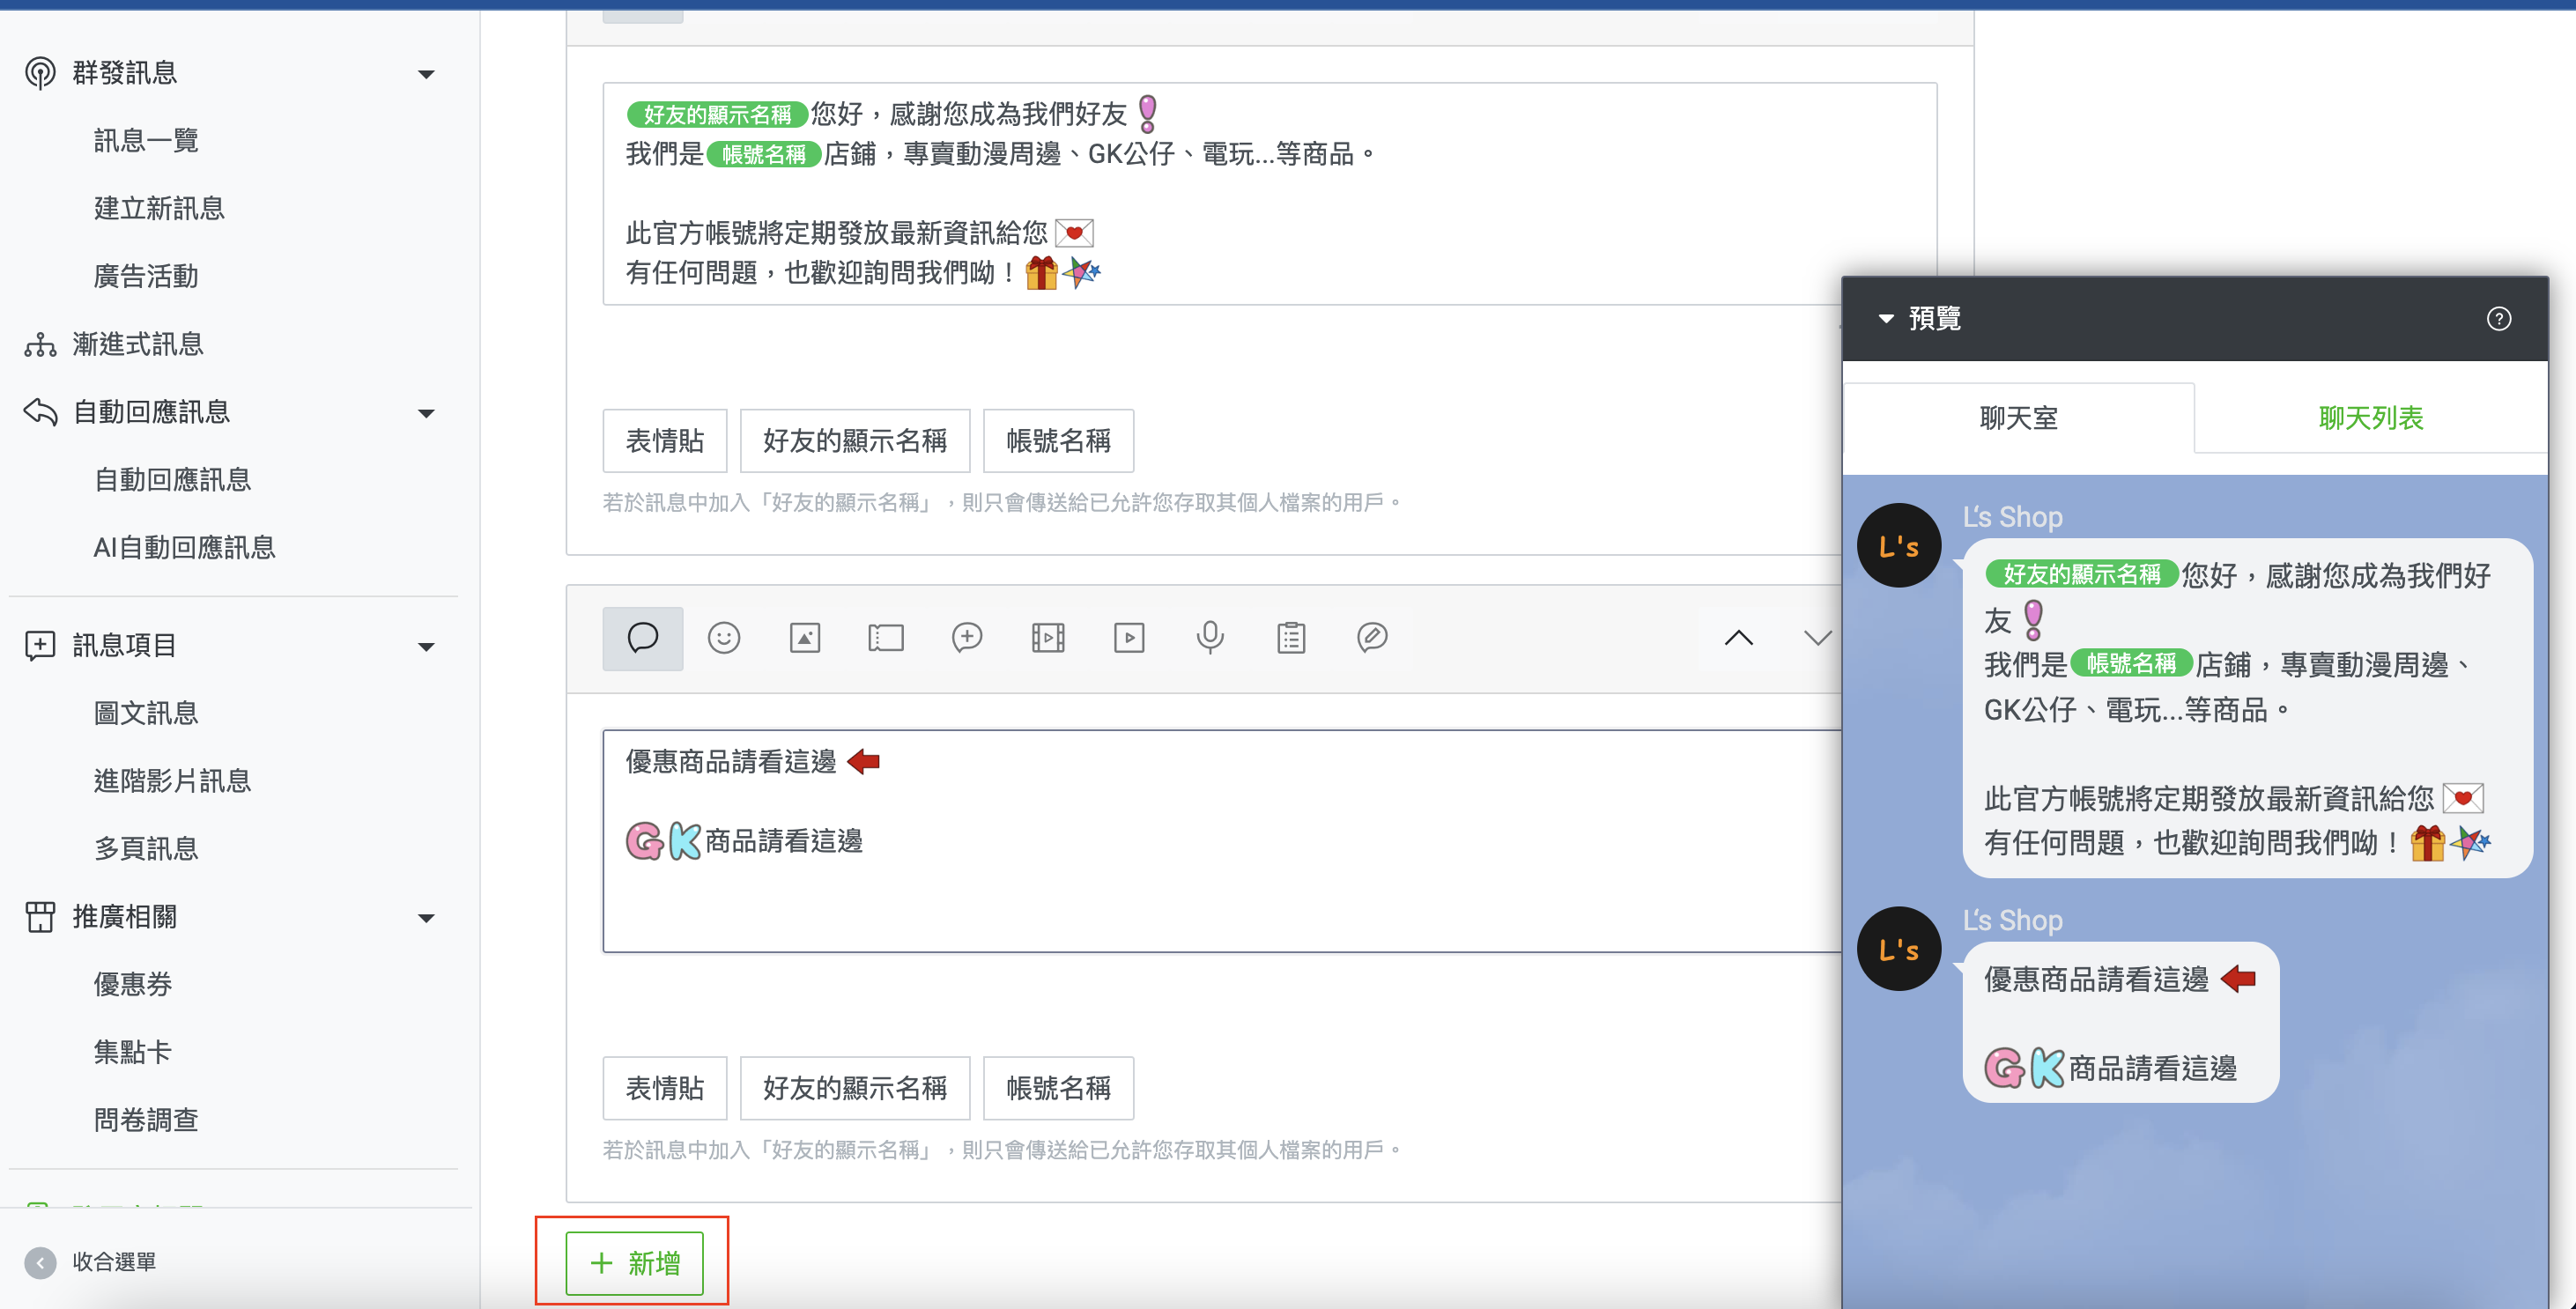 群發訊息
訊息一覽
建立新訊息
廣告活動
漸進式訊息
自動回應訊息
自動回應訊息
AI自動回應訊息
訊息項目
圖文訊息
進階影片訊息
多頁訊息
推廣相關
優惠券
集點卡
問卷調查
收合選單
好友的顯示名稱您好，感謝您成為我們好友
我們是帳號名稱店鋪，專賣動漫周邊、GK公仔、電玩...等商品。
此官方帳號將定期發放最新資訊給您
有任何問題，也歡迎詢問我們呦！
表情貼 好友的顯示名稱 帳號名稱
若於訊息中加入「好友的顯示名稱」，則只會傳送給已允許您存取其個人檔案的用戶。
優惠商品請看這邊
GK商品請看這邊
表情貼 好友的顯示名稱 帳號名稱
若於訊息中加入「好友的顯示名稱」，則只會傳送給已允許您存取其個人檔案的用戶。
+ 新增
預覽
聊天室 聊天列表
L's
L‘s Shop
好友的顯示名稱您好，感謝您成為我們好
友
我們是帳號名稱店鋪，專賣動漫周邊、
GK公仔、電玩...等商品。
此官方帳號將定期發放最新資訊給您
有任何問題，也歡迎詢問我們呦！
L's
L‘s Shop
優惠商品請看這邊
GK商品請看這邊